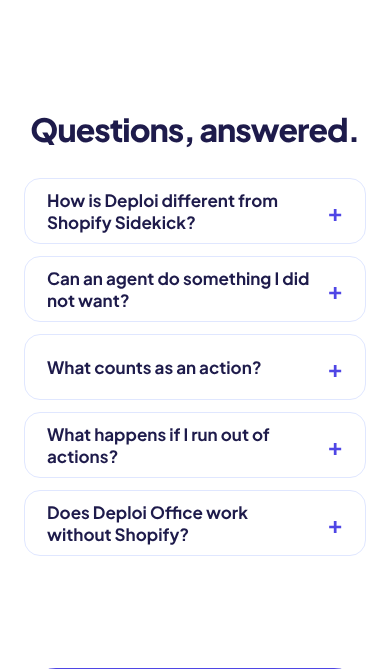 Questions, answered.
How is Deploi different from
Shopify Sidekick?
+
Can an agent do something I did
not want?
+
What counts as an action?
+
What happens if I run out of
actions?
+
Does Deploi Office work
without Shopify?
+